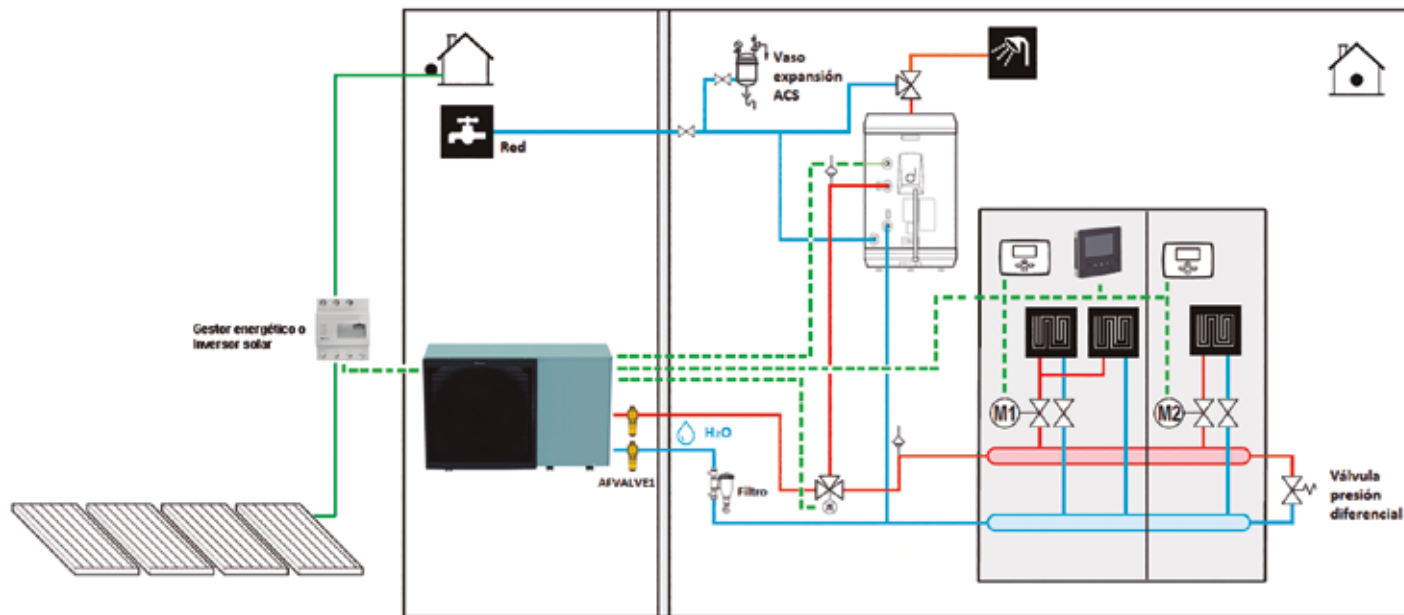 Vaso
expansión
ACS
Red
Gestor energético o
Inversor solar
H₂O
AFVALVE1
Filtro
M1
M2
Válvula
presión
diferencial